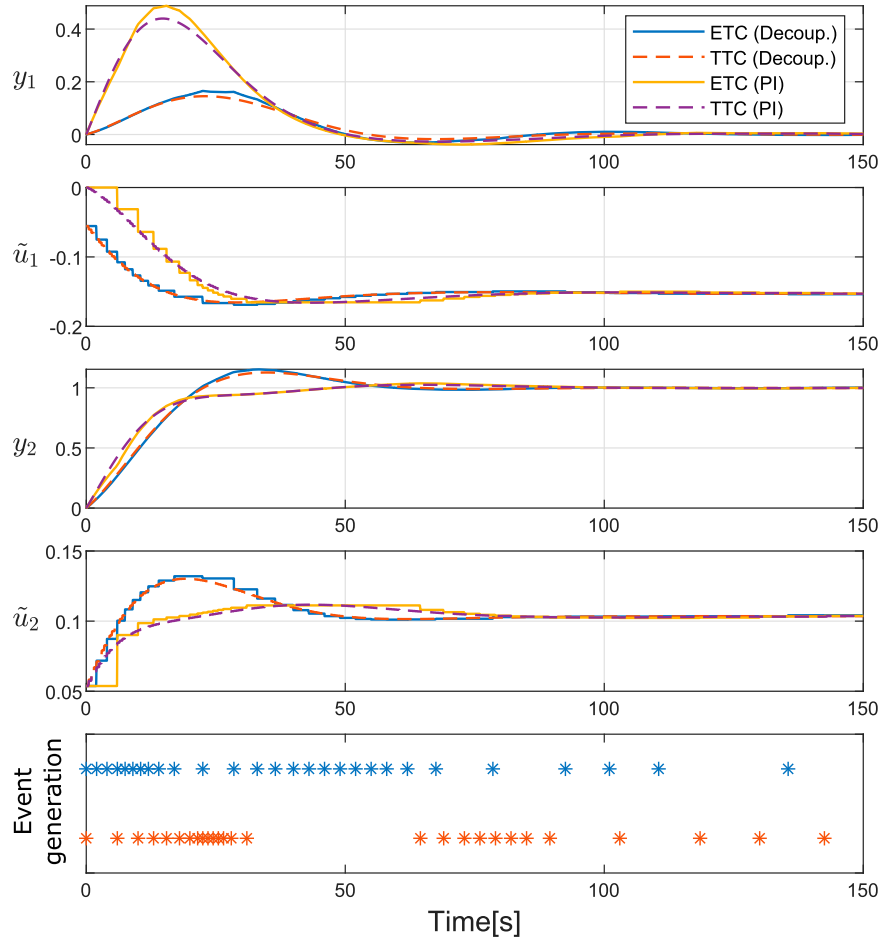 0.4
0.2
0
y₁
ETC (Decoup.)
TTC (Decoup.)
ETC (PI)
TTC (PI)
0 50 100 150
0
-0.1
-0.2
ũ₁
0 50 100 150
1
0.5
0
y₂
0 50 100 150
0.15
0.1
0.05
ũ₂
0 50 100 150
Event
generation
0 50 100 150
Time[s]